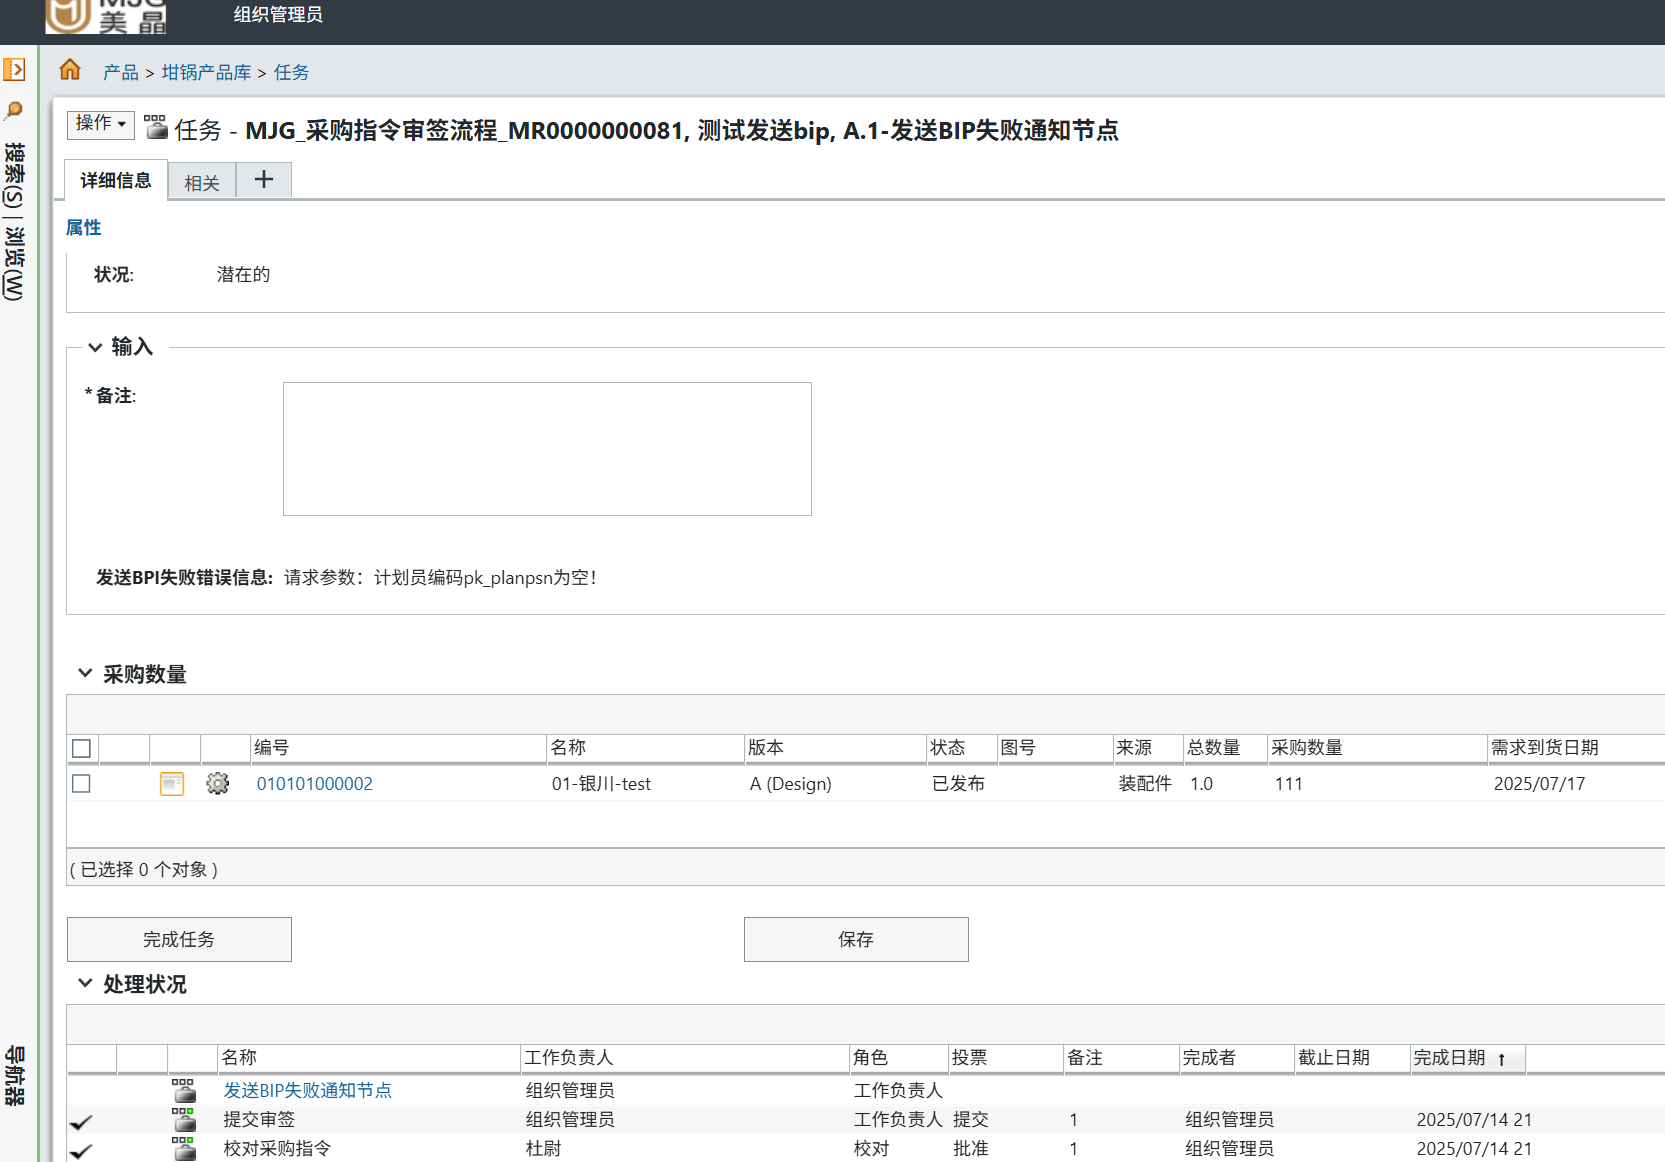 美晶
组织管理员
产品 > 坩锅产品库 > 任务
操作
任务 - MJG_采购指令审签流程_MR0000000081, 测试发送bip, A.1-发送BIP失败通知节点
搜索(S) | 浏览(W)
详细信息 相关 +
属性
状况: 潜在的
输入
*备注:
发送BPI失败错误信息: 请求参数：计划员编码pk_planpsn为空！
采购数量
编号 名称 版本 状态 图号 来源 总数量 采购数量 需求到货日期
010101000002 01-银川-test A (Design) 已发布 装配件 1.0 111 2025/07/17
( 已选择 0 个对象 )
完成任务 保存
处理状况
导航器
名称 工作负责人 角色 投票 备注 完成者 截止日期 完成日期 ↑
发送BIP失败通知节点 组织管理员 工作负责人
提交审签 组织管理员 工作负责人 提交 1 组织管理员 2025/07/14 21
校对采购指令 杜尉 校对 批准 1 组织管理员 2025/07/14 21